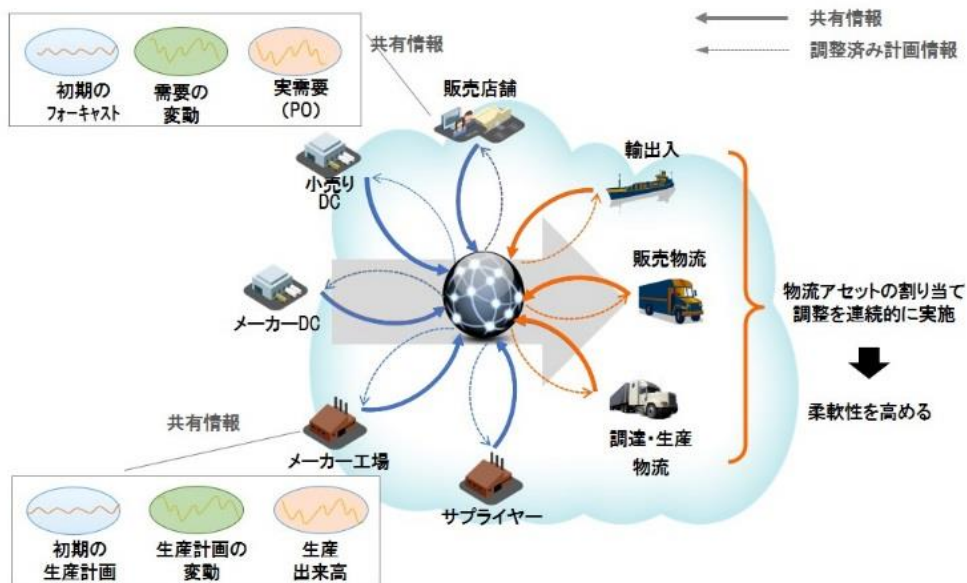 共有情報
調整済み計画情報
共有情報
初期の
フォーキャスト
需要の
変動
実需要
(PO)
販売店舗
小売り
DC
メーカーDC
メーカー工場
サプライヤー
輸出入
販売物流
調達・生産
物流
物流アセットの割り当て
調整を連続的に実施
柔軟性を高める
共有情報
初期の
生産計画
生産計画の
変動
生産
出来高